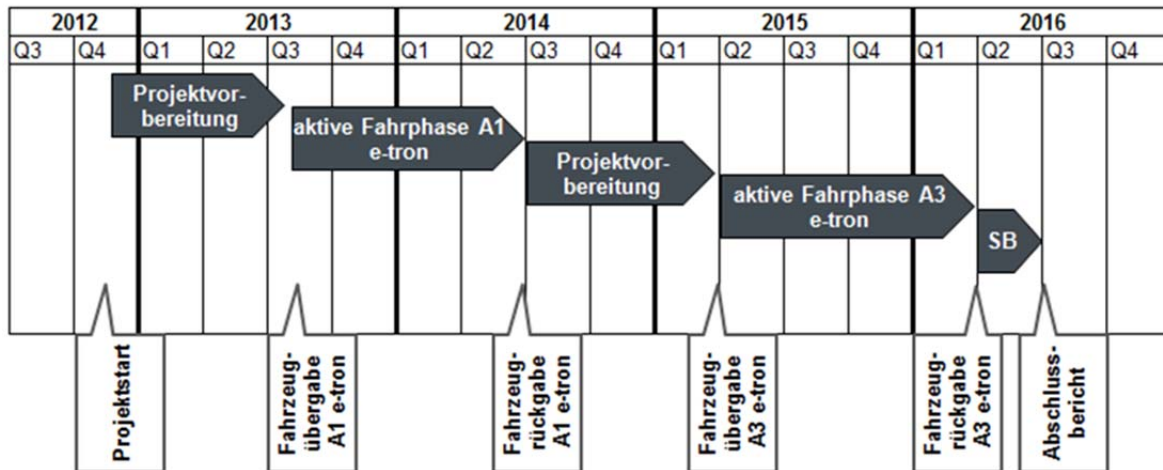 2012 2013 2014 2015 2016
Q3 Q4 Q1 Q2 Q3 Q4 Q1 Q2 Q3 Q4 Q1 Q2 Q3 Q4 Q1 Q2 Q3 Q4
Projektvor-
bereitung
aktive Fahrphase A1
e-tron
Projektvor-
bereitung
aktive Fahrphase A3
e-tron
SB
Projektstart
Fahrzeug-
übergabe
A1 e-tron
Fahrzeug-
rückgabe
A1 e-tron
Fahrzeug-
übergabe
A3 e-tron
Fahrzeug-
rückgabe
A3 e-tron
Abschluss-
bericht